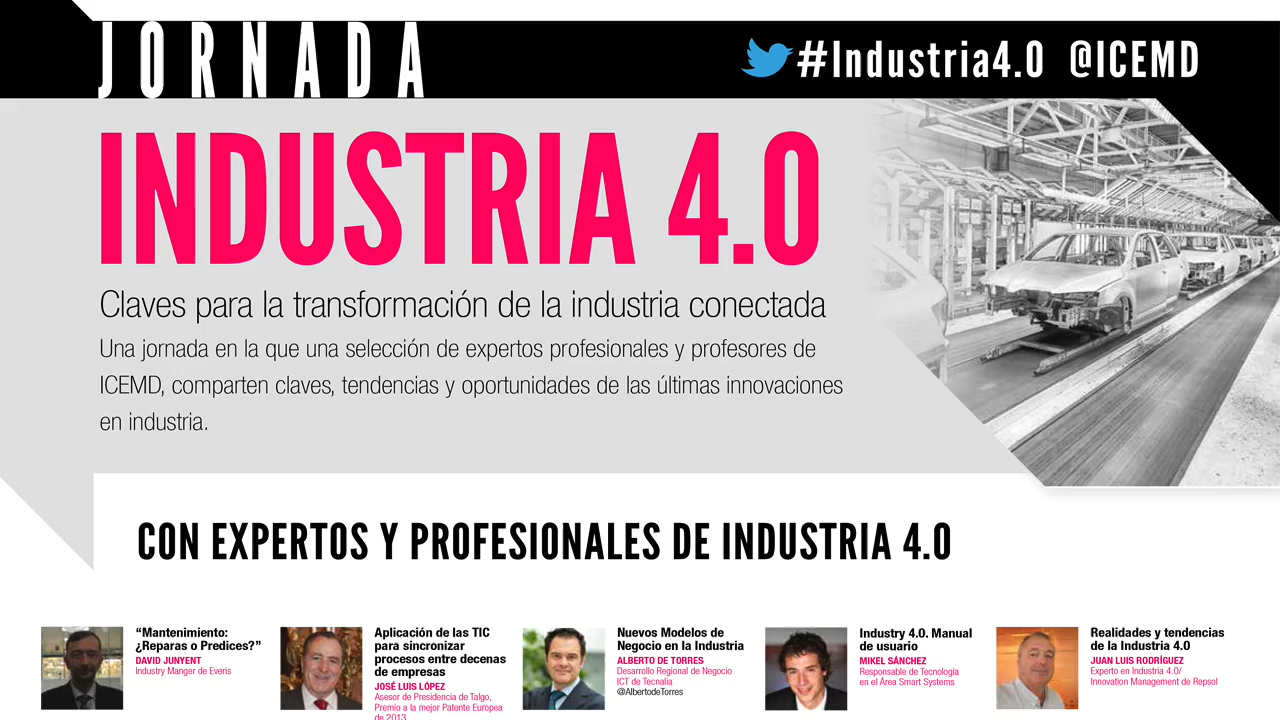 JORNADA
#Industria4.0 @ICEMD
INDUSTRIA 4.0
Claves para la transformación de la industria conectada
Una jornada en la que una selección de expertos profesionales y profesores de
ICEMD, comparten claves, tendencias y oportunidades de las últimas innovaciones
en industria.
CON EXPERTOS Y PROFESIONALES DE INDUSTRIA 4.0
“Mantenimiento:
¿Reparas o Predices?”
DAVID JUNYENT
Industry Manger de Everis
Aplicación de las TIC
para sincronizar
procesos entre decenas
de empresas
JOSÉ LUIS LÓPEZ
Asesor de Presidencia de Talgo,
Premio a la mejor Patente Europea
de 2013
Nuevos Modelos de
Negocio en la Industria
ALBERTO DE TORRES
Desarrollo Regional de Negocio
ICT de Tecnalia
@AlbertodeTorres
Industry 4.0. Manual
de usuario
MIKEL SÁNCHEZ
Responsable de Tecnología
en el Área Smart Systems
Realidades y tendencias
de la Industria 4.0
JUAN LUIS RODRÍGUEZ
Experto en Industria 4.0/
Innovation Management de Repsol